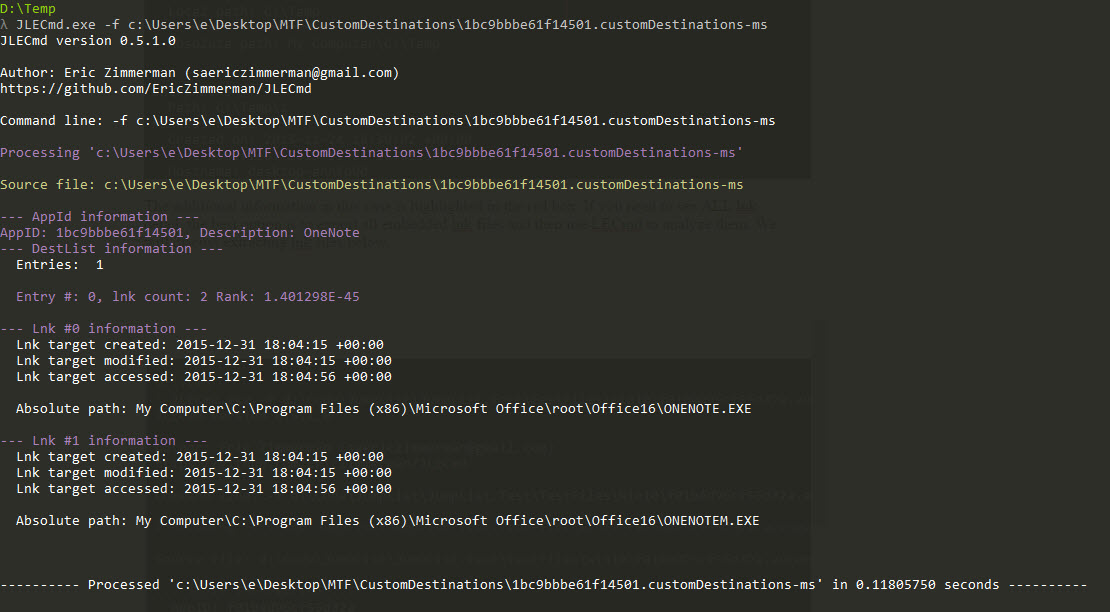 D:\Temp
λ JLECmd.exe -f c:\Users\e\Desktop\MTF\CustomDestinations\1bc9bbbe61f14501.customDestinations-ms
JLECmd version 0.5.1.0
Author: Eric Zimmerman (saericzimmerman@gmail.com)
https://github.com/EricZimmerman/JLECmd
Command line: -f c:\Users\e\Desktop\MTF\CustomDestinations\1bc9bbbe61f14501.customDestinations-ms
Processing 'c:\Users\e\Desktop\MTF\CustomDestinations\1bc9bbbe61f14501.customDestinations-ms'
Source file: c:\Users\e\Desktop\MTF\CustomDestinations\1bc9bbbe61f14501.customDestinations-ms
--- AppId information ---
AppID: 1bc9bbbe61f14501, Description: OneNote
--- DestList information ---
Entries:  1
Entry #: 0, lnk count: 2 Rank: 1.401298E-45
--- Lnk #0 information ---
Lnk target created: 2015-12-31 18:04:15 +00:00
Lnk target modified: 2015-12-31 18:04:15 +00:00
Lnk target accessed: 2015-12-31 18:04:56 +00:00
Absolute path: My Computer\C:\Program Files (x86)\Microsoft Office\root\Office16\ONENOTE.EXE
--- Lnk #1 information ---
Lnk target created: 2015-12-31 18:04:15 +00:00
Lnk target modified: 2015-12-31 18:04:15 +00:00
Lnk target accessed: 2015-12-31 18:04:56 +00:00
Absolute path: My Computer\C:\Program Files (x86)\Microsoft Office\root\Office16\ONENOTEM.EXE
---------- Processed 'c:\Users\e\Desktop\MTF\CustomDestinations\1bc9bbbe61f14501.customDestinations-ms' in 0.11805750 seconds ----------